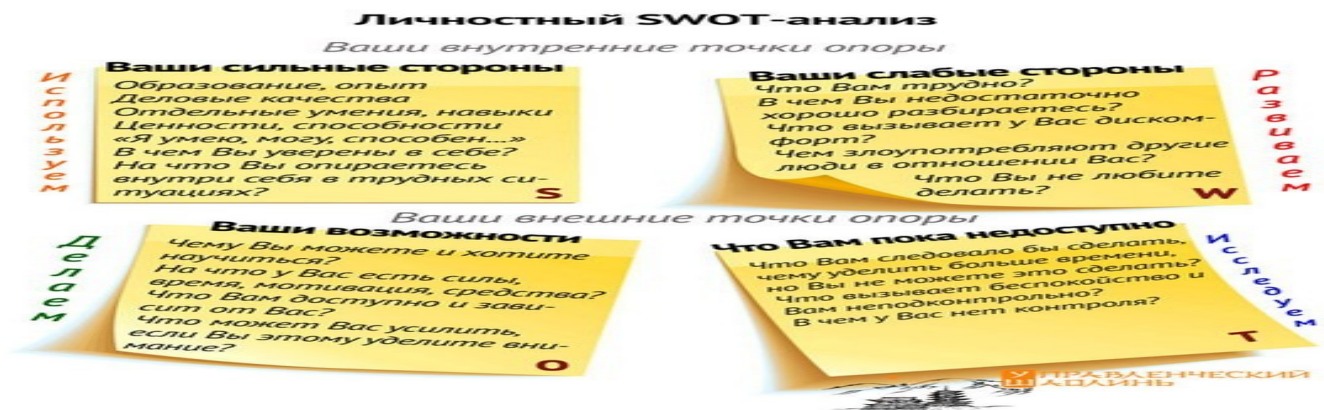 Личностный SWOT-анализ
Ваши внутренние точки опоры
Используем
Ваши сильные стороны
Образование, опыт
Деловые качества
Отдельные умения, навыки
Ценности, способности
«Я умею, могу, способен...»
В чем Вы уверены в себе?
На что Вы опираетесь
внутри себя в трудных си-
туациях?
S
Ваши слабые стороны
Что Вам трудно?
В чем Вы недостаточно
хорошо разбираетесь?
Что вызывает у Вас диском-
форт?
Чем злоупотребляют другие
люди в отношении Вас?
Что Вы не любите
делать?
W
Развиваем
Ваши внешние точки опоры
Делаем
Ваши возможности
Чему Вы можете и хотите
научиться?
На что у Вас есть силы,
время, мотивация, средства?
Что Вам доступно и зави-
сит от Вас?
Что может Вас усилить,
если Вы этому уделите вни-
мание?
O
Что Вам пока недоступно
Что Вам следовало бы сделать,
чему уделить больше времени,
но Вы не можете это сделать?
Что вызывает беспокойство и
Вам неподконтрольно?
В чем у Вас нет контроля?
T
Исследуем
УПРАВЛЕНЧЕСКИЙ
ШАОЛИНЬ